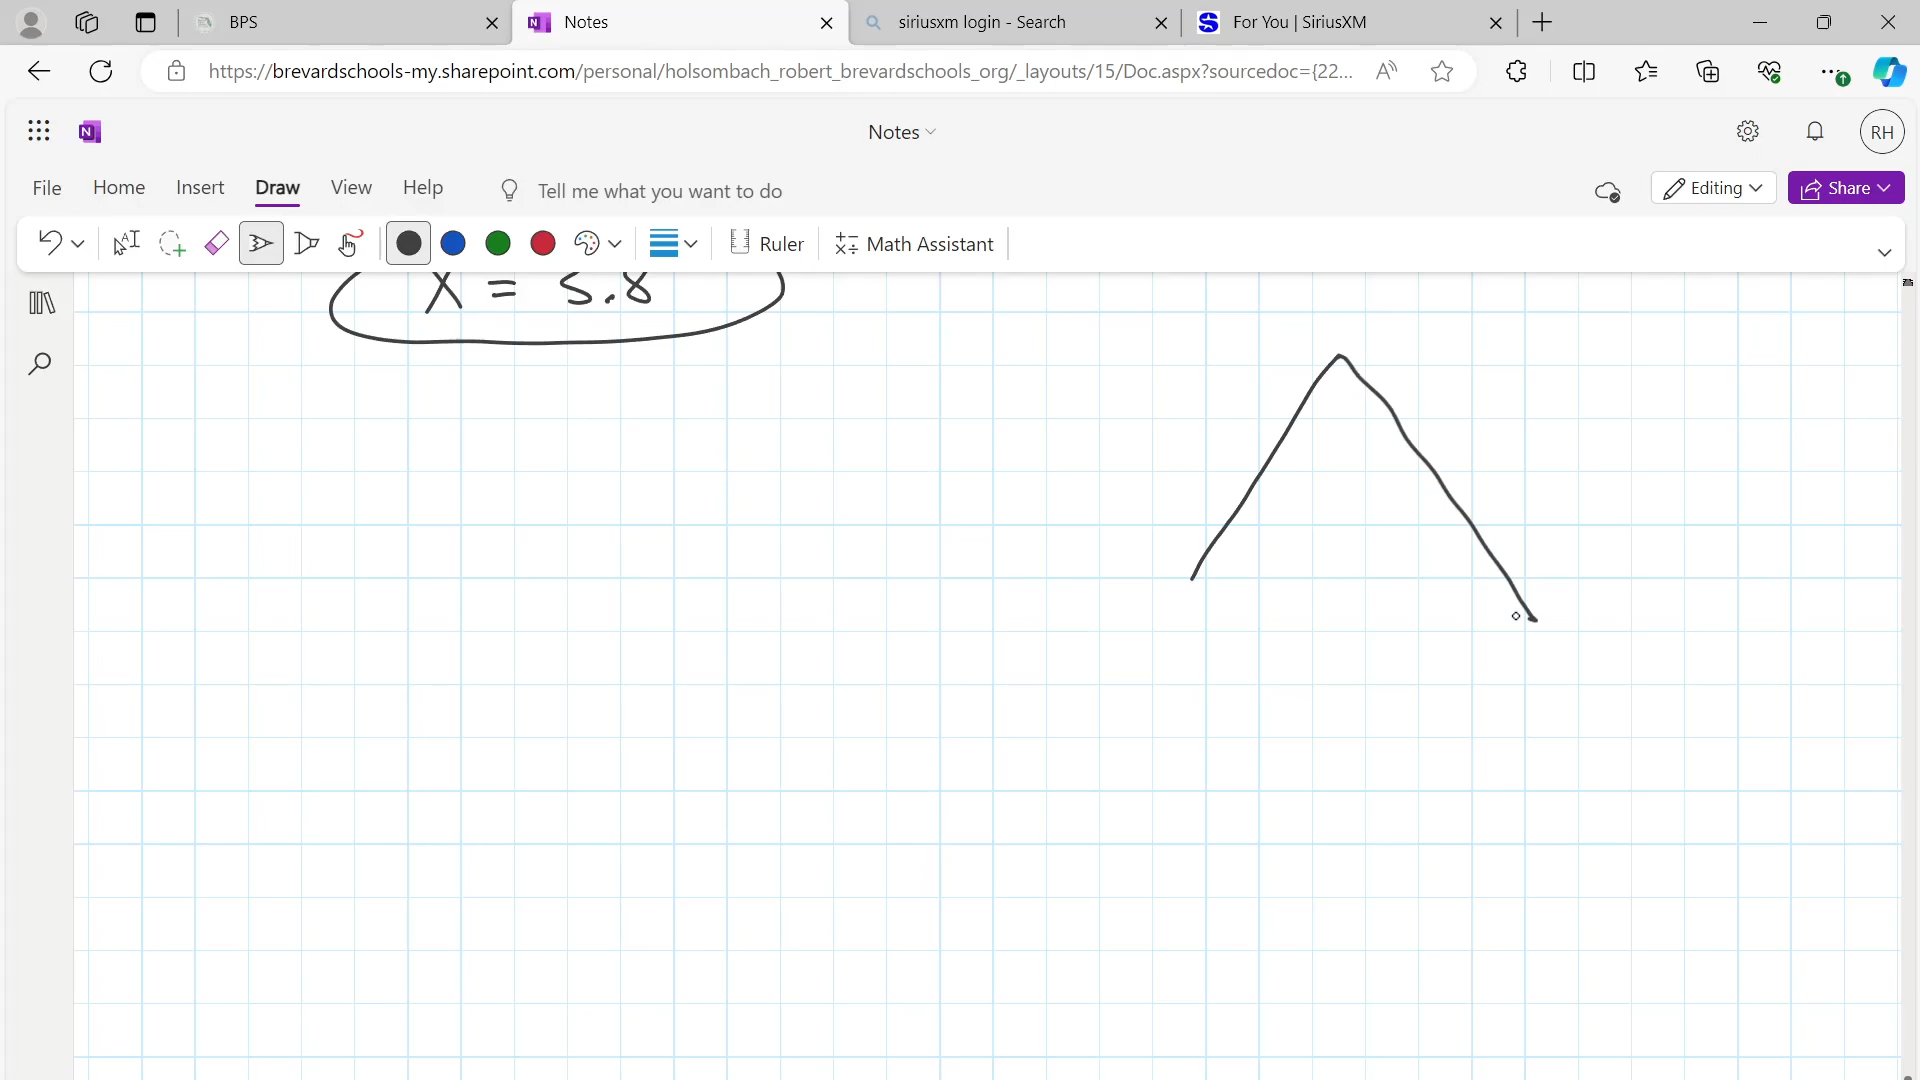 BPS
Notes
siriusxm login - Search
For You | SiriusXM
https://brevardschools-my.sharepoint.com/personal/holsombach_robert_brevardschools_org/_layouts/15/Doc.aspx?sourcedoc={22...
Notes
RH
File Home Insert Draw View Help Tell me what you want to do
Editing
Share
Ruler
Math Assistant
X = 5.8